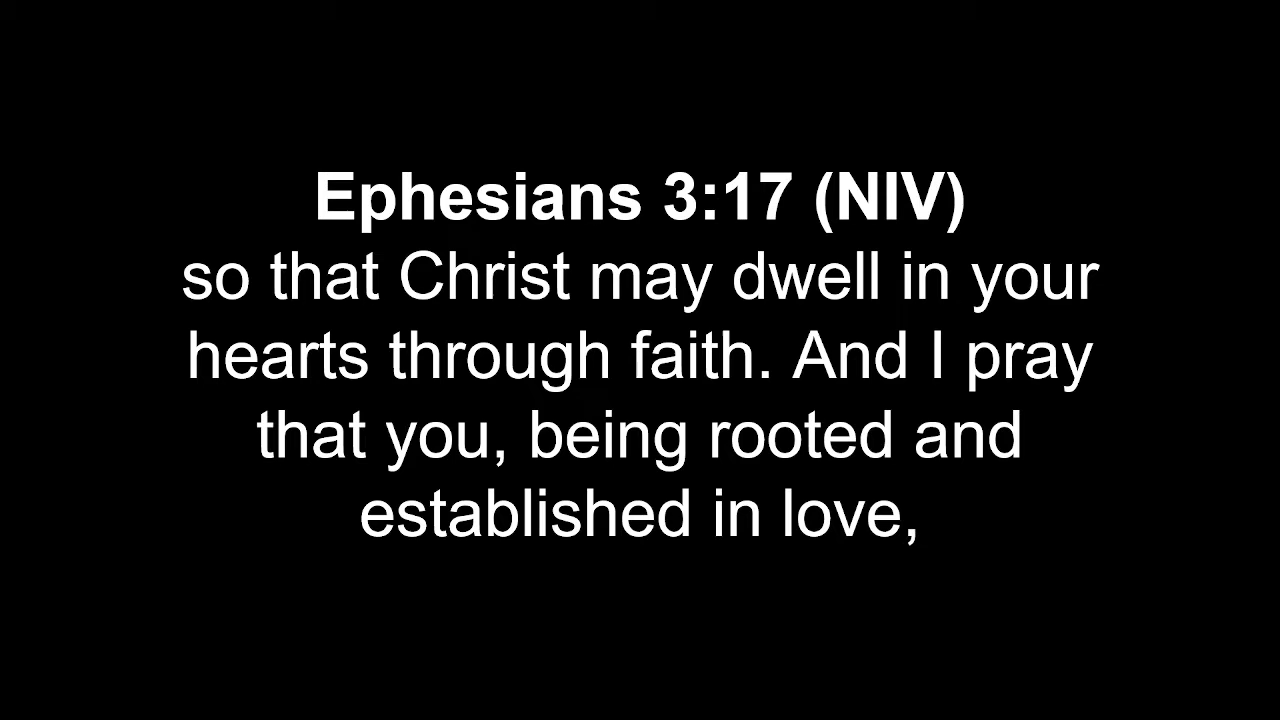 Ephesians 3:17 (NIV)
so that Christ may dwell in your
hearts through faith. And I pray
that you, being rooted and
established in love,